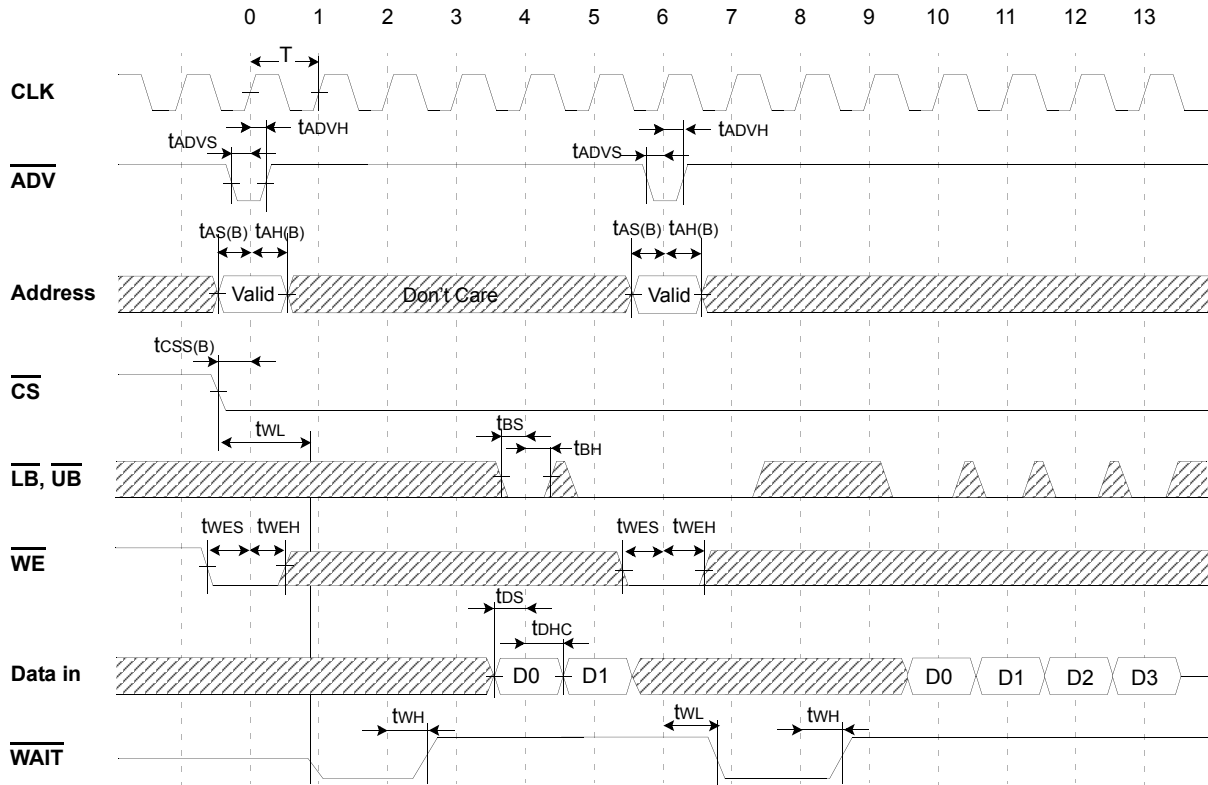 0 1 2 3 4 5 6 7 8 9 10 11 12 13
T
CLK
tADVH
tADVH
tADVS
tADVS
ADV
tAS(B) tAH(B)
tAS(B) tAH(B)
Address
Valid
Don't Care
Valid
tCSS(B)
CS
tWL
tBS
tBH
LB, UB
tWES tWEH
tWES tWEH
WE
tDS
tDHC
Data in
D0 D1
D0 D1 D2 D3
tWH
tWL
tWH
WAIT